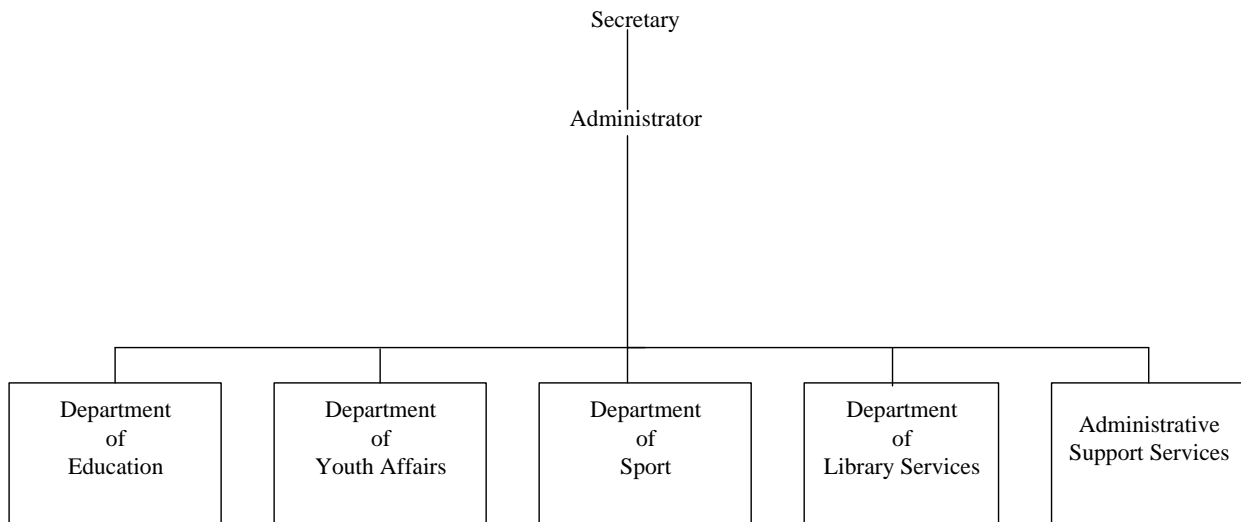 Secretary
Administrator
Department
of
Education
Department
of
Youth Affairs
Department
of
Sport
Department
of
Library Services
Administrative
Support Services